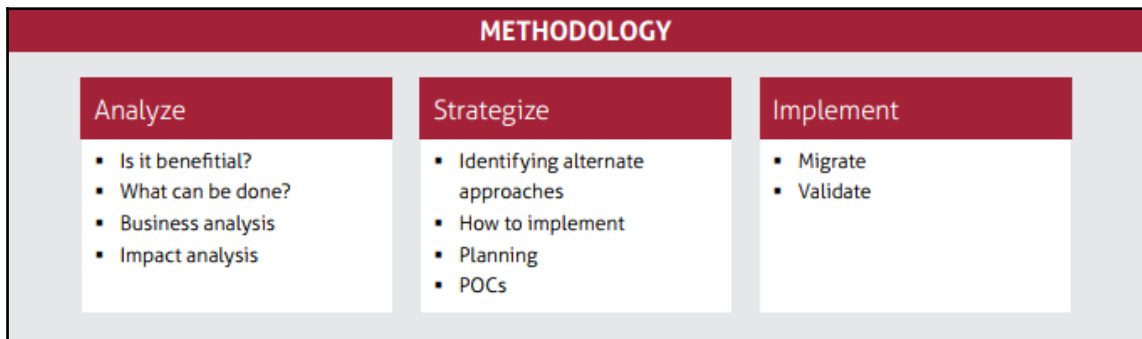 METHODOLOGY
Analyze
▪ Is it benefitial?
▪ What can be done?
▪ Business analysis
▪ Impact analysis
Strategize
▪ Identifying alternate
approaches
▪ How to implement
▪ Planning
▪ POCs
Implement
▪ Migrate
▪ Validate